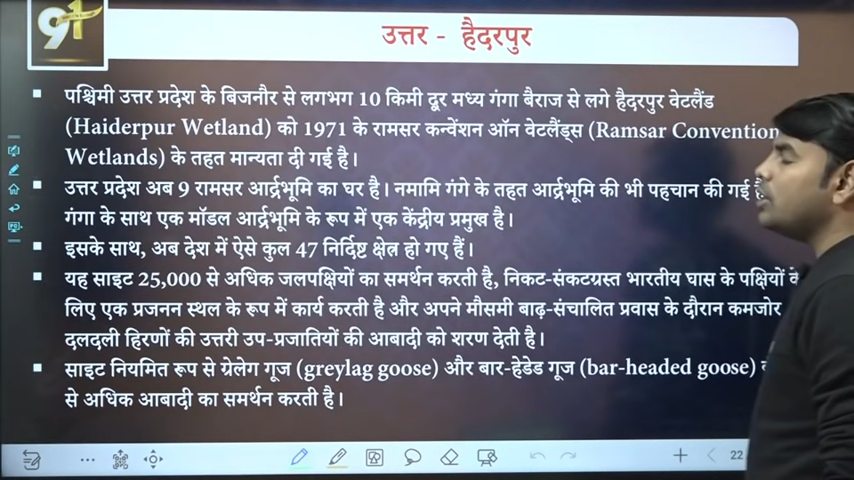 91
उत्तर - हैदरपुर
पश्चिमी उत्तर प्रदेश के बिजनौर से लगभग 10 किमी दूर मध्य गंगा बैराज से लगे हैदरपुर वेटलैंड
(Haiderpur Wetland) को 1971 के रामसर कन्वेंशन ऑन वेटलैंड्स (Ramsar Convention
Wetlands) के तहत मान्यता दी गई है।
उत्तर प्रदेश अब 9 रामसर आर्द्रभूमि का घर है। नमामि गंगे के तहत आर्द्रभूमि की भी पहचान की गई
गंगा के साथ एक मॉडल आर्द्रभूमि के रूप में एक केंद्रीय प्रमुख है।
इसके साथ, अब देश में ऐसे कुल 47 निर्दिष्ट क्षेत्र हो गए हैं।
यह साइट 25,000 से अधिक जलपक्षियों का समर्थन करती है, निकट-संकटग्रस्त भारतीय घास के पक्षियों के
लिए एक प्रजनन स्थल के रूप में कार्य करती है और अपने मौसमी बाढ़-संचालित प्रवास के दौरान कमजोर
दलदली हिरणों की उत्तरी उप-प्रजातियों की आबादी को शरण देती है।
साइट नियमित रूप से ग्रेलेग गूज (greylag goose) और बार-हेडेड गूज (bar-headed goose)
से अधिक आबादी का समर्थन करती है।
22